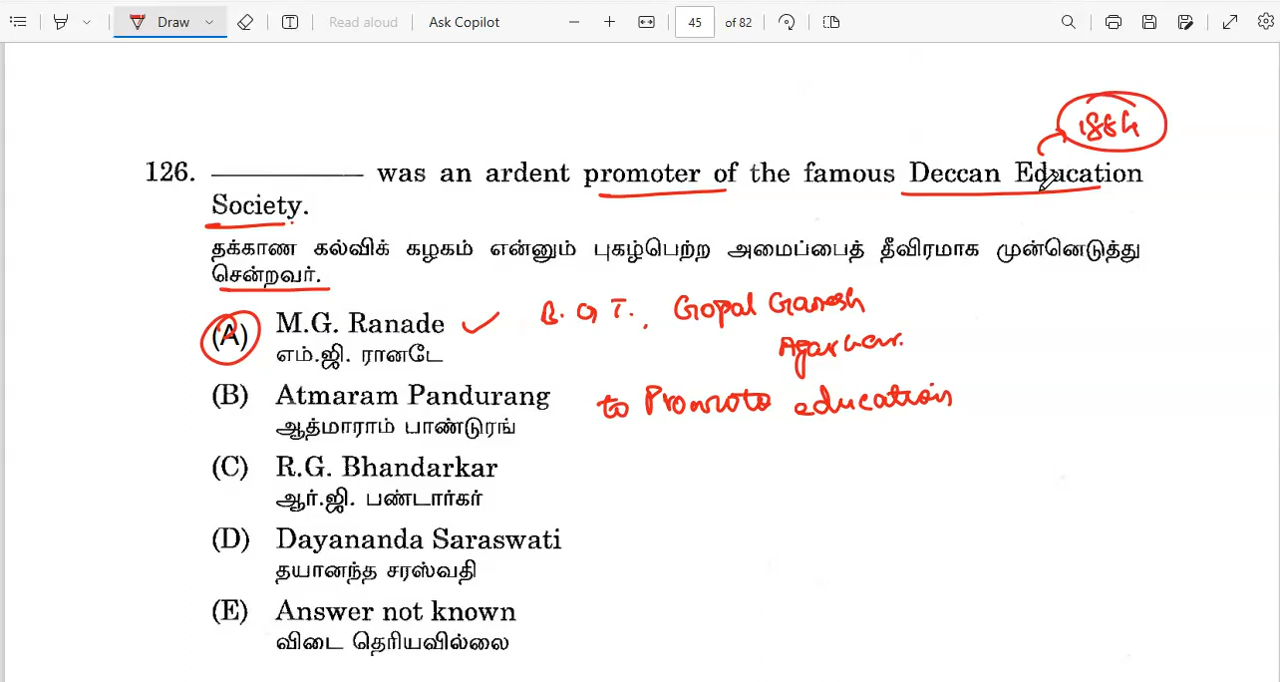 Draw
Read aloud
Ask Copilot
45
of 82
1884
126. ____________ was an ardent promoter of the famous Deccan Education
Society.
தக்காண கல்விக் கழகம் என்னும் புகழ்பெற்ற அமைப்பைத் தீவிரமாக முன்னெடுத்து
சென்றவர்.
(A) M.G. Ranade B.G.T., Gopal Ganesh
எம்.ஜி. ரானடே Agarkar.
(B) Atmaram Pandurang to Promote education
ஆத்மாராம் பாண்டுரங்
(C) R.G. Bhandarkar
ஆர்.ஜி. பண்டார்கர்
(D) Dayananda Saraswati
தயானந்த சரஸ்வதி
(E) Answer not known
விடை தெரியவில்லை